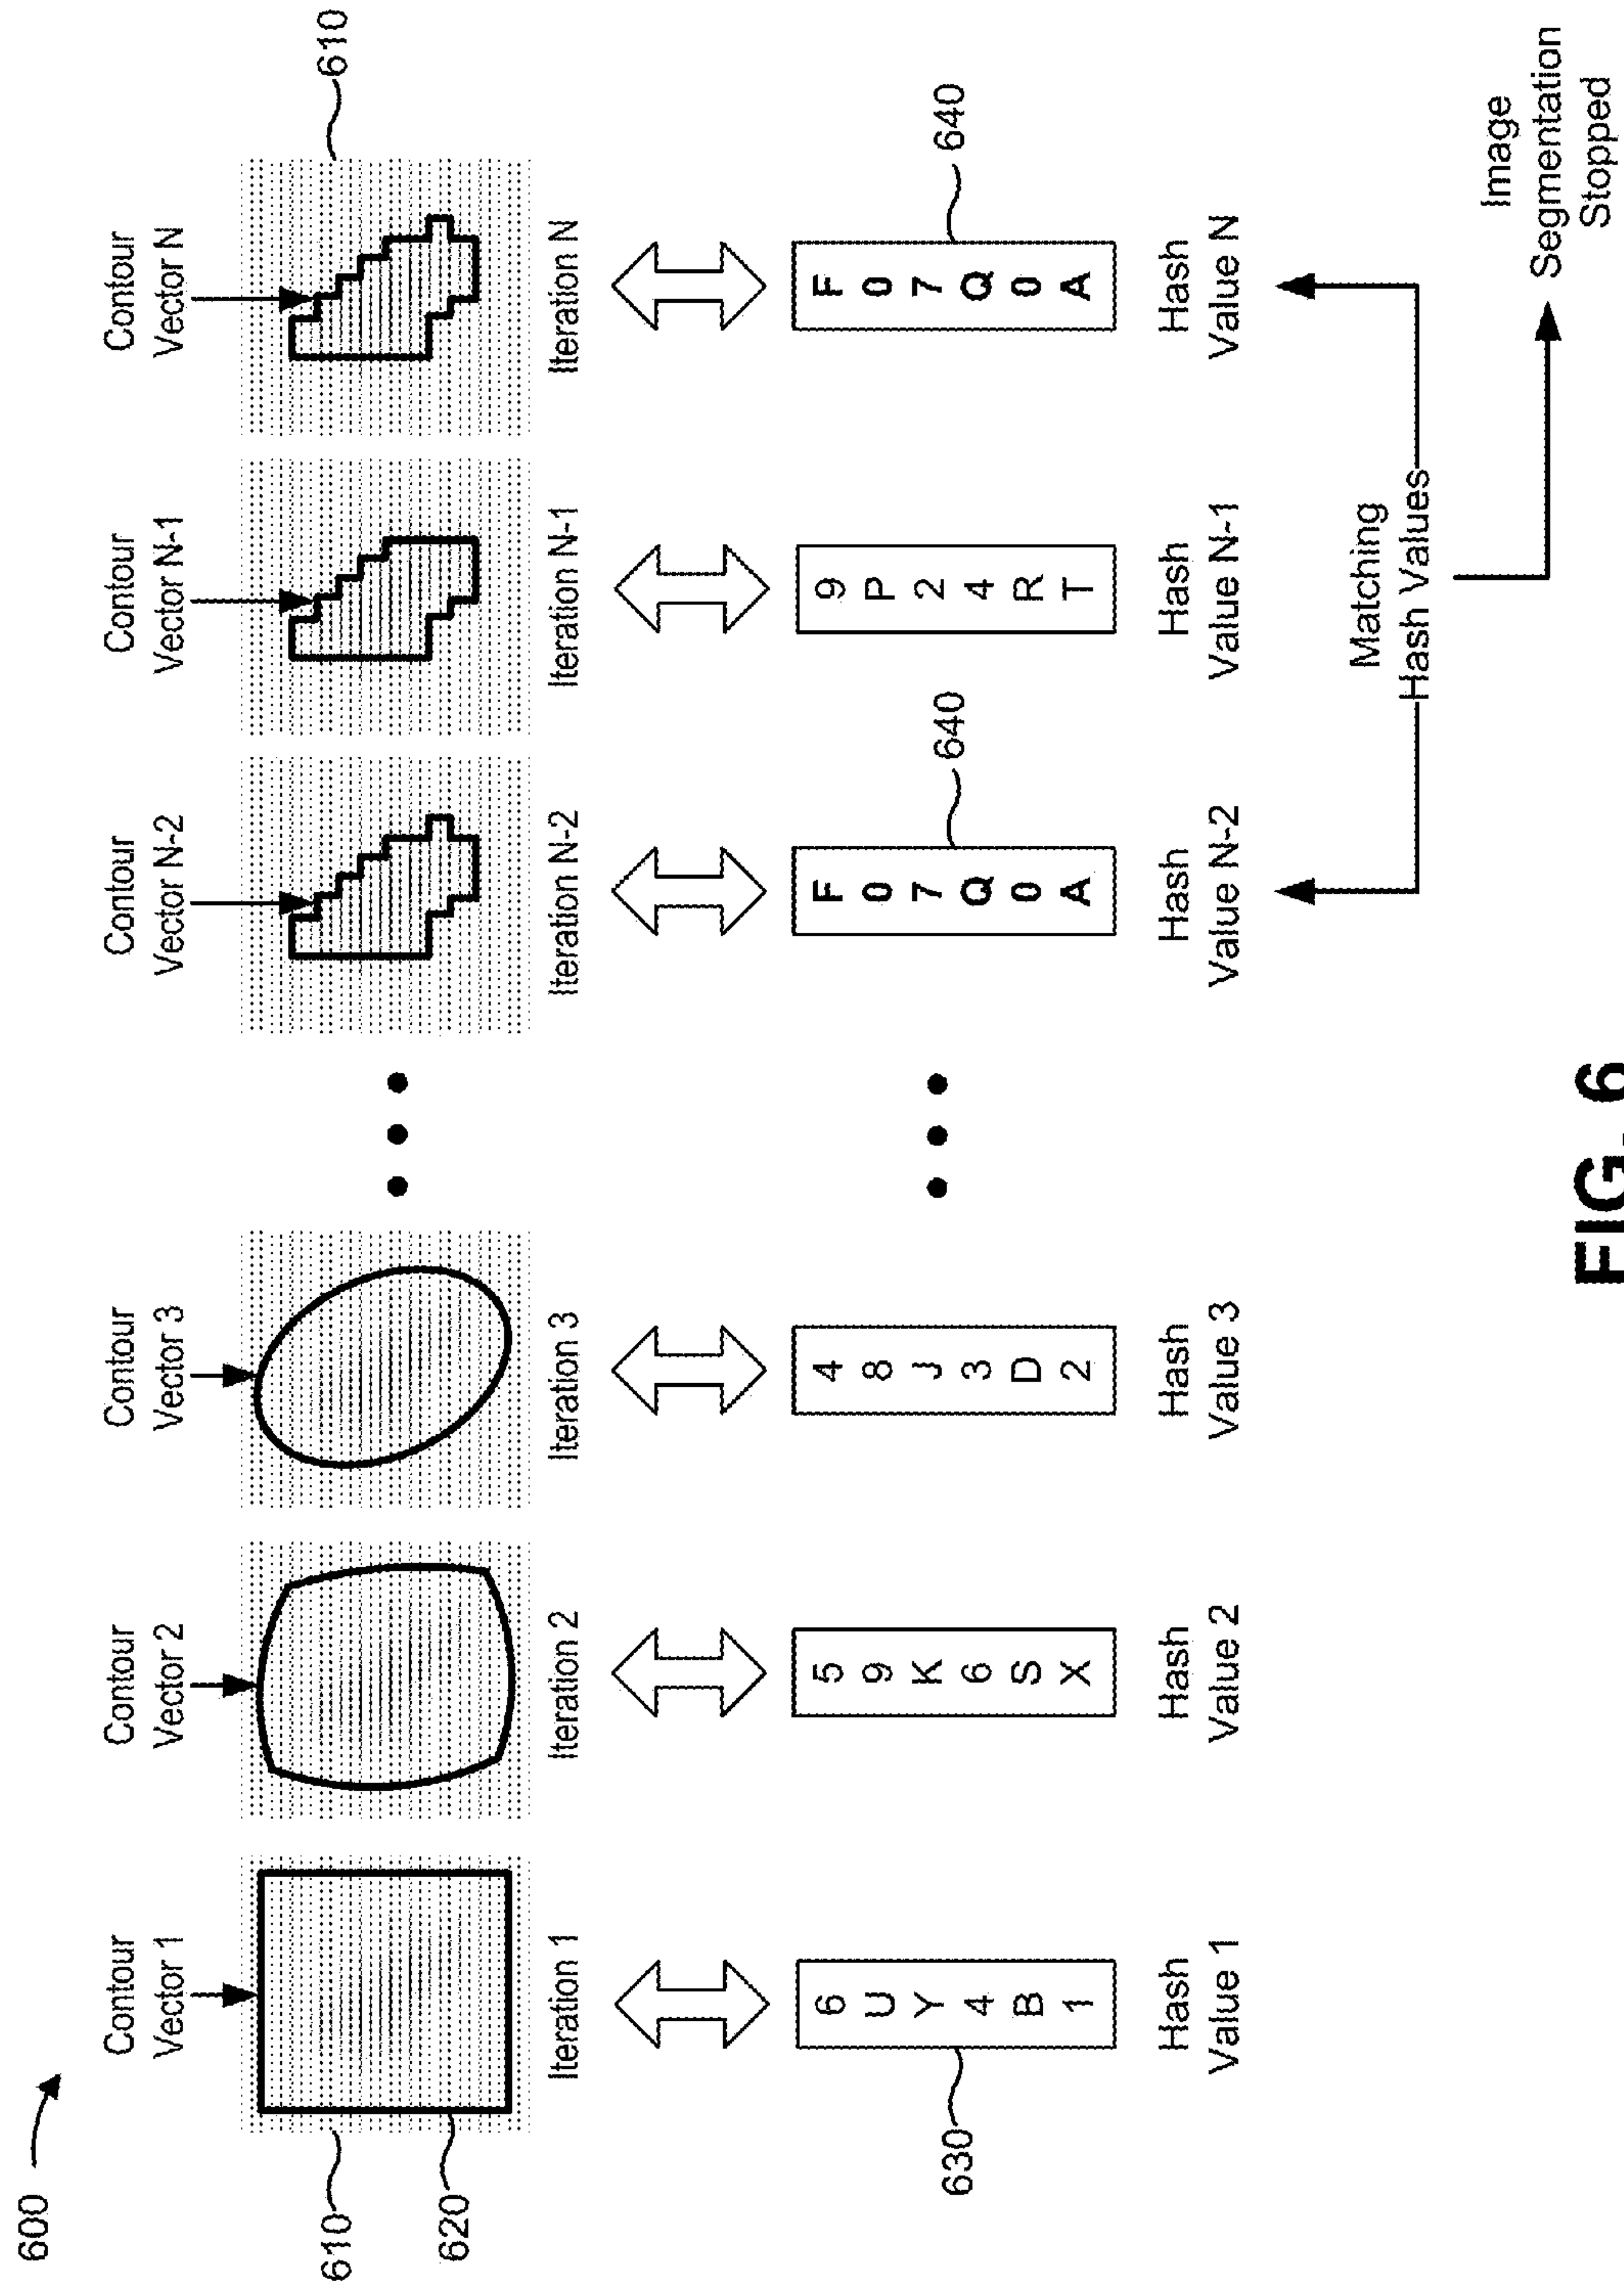 600
Contour
Vector 1
Contour
Vector 2
Contour
Vector 3
Contour
Vector N-2
Contour
Vector N-1
Contour
Vector N
610
620
610
Iteration 1
Iteration 2
Iteration 3
Iteration N-2
Iteration N-1
Iteration N
630
6 U Y 4 B 1
5 9 K 6 S X
4 8 J 3 D 2
F 0 7 Q 0 A
640
9 P 2 4 R T
F 0 7 Q 0 A
640
Hash
Value 1
Hash
Value 2
Hash
Value 3
Hash
Value N-2
Hash
Value N-1
Hash
Value N
Matching
Hash Values
Image
Segmentation
Stopped
FIG. 6